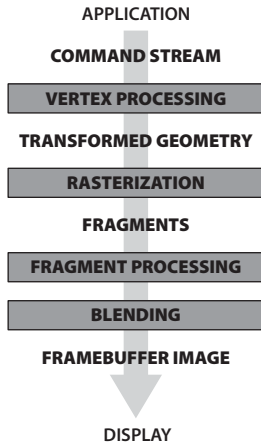 APPLICATION
COMMAND STREAM
VERTEX PROCESSING
TRANSFORMED GEOMETRY
RASTERIZATION
FRAGMENTS
FRAGMENT PROCESSING
BLENDING
FRAMEBUFFER IMAGE
DISPLAY